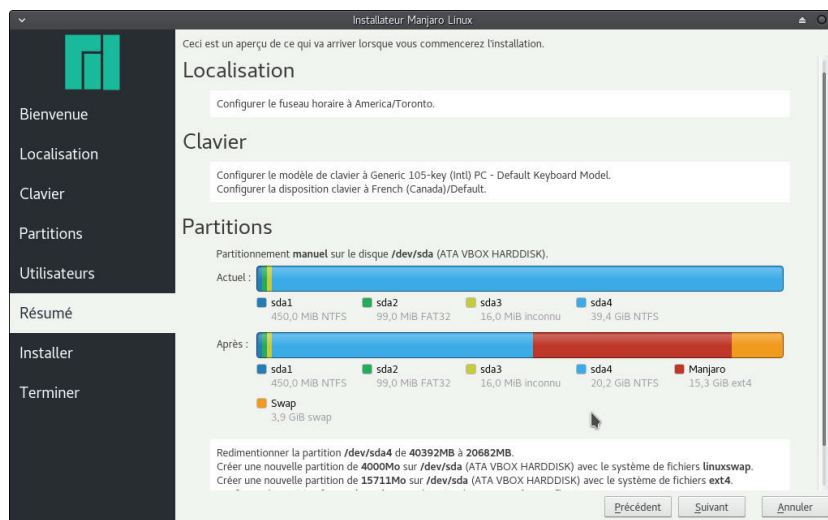 Installateur Manjaro Linux
Bienvenue
Localisation
Clavier
Partitions
Utilisateurs
Résumé
Installer
Terminer
Ceci est un aperçu de ce qui va arriver lorsque vous commencerez l'installation.
Localisation
Configurer le fuseau horaire à America/Toronto.
Clavier
Configurer le modèle de clavier à Generic 105-key (Intl) PC - Default Keyboard Model.
Configurer la disposition clavier à French (Canada)/Default.
Partitions
Partitionnement manuel sur le disque /dev/sda (ATA VBOX HARDDISK).
Actuel :
sda1 sda2 sda3 sda4
450,0 MiB NTFS 99,0 MiB FAT32 16,0 MiB inconnu 39,4 GiB NTFS
Après :
sda1 sda2 sda3 sda4 Manjaro
450,0 MiB NTFS 99,0 MiB FAT32 16,0 MiB inconnu 20,2 GiB NTFS 15,3 GiB ext4
Swap
3,9 GiB swap
Redimentionner la partition /dev/sda4 de 40392MB à 20682MB.
Créer une nouvelle partition de 4000Mo sur /dev/sda (ATA VBOX HARDDISK) avec le système de fichiers linuxswap.
Créer une nouvelle partition de 15711Mo sur /dev/sda (ATA VBOX HARDDISK) avec le système de fichiers ext4.
Précédent Suivant Annuler